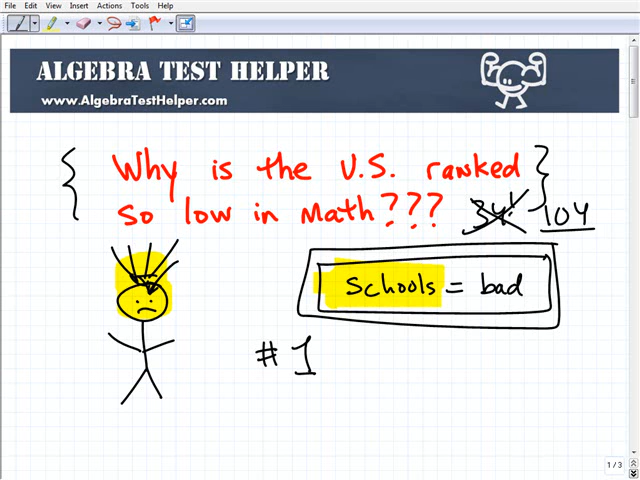 File Edit View Insert Actions Tools Help
ALGEBRA TEST HELPER
www.AlgebraTestHelper.com
Why is the U.S. ranked
so low in math??? 34! 104
Schools = bad
# 1
1 / 3